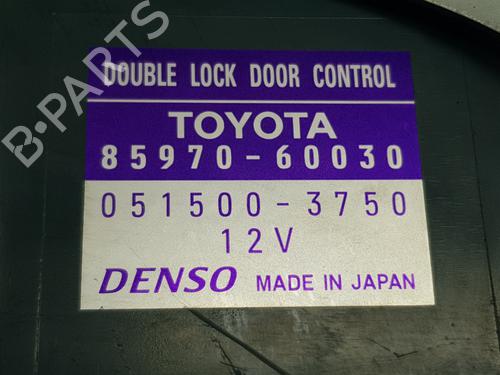 DOUBLE LOCK DOOR CONTROL
TOYOTA
85970-60030
051500-3750
12V
DENSO MADE IN JAPAN
B-PARTS